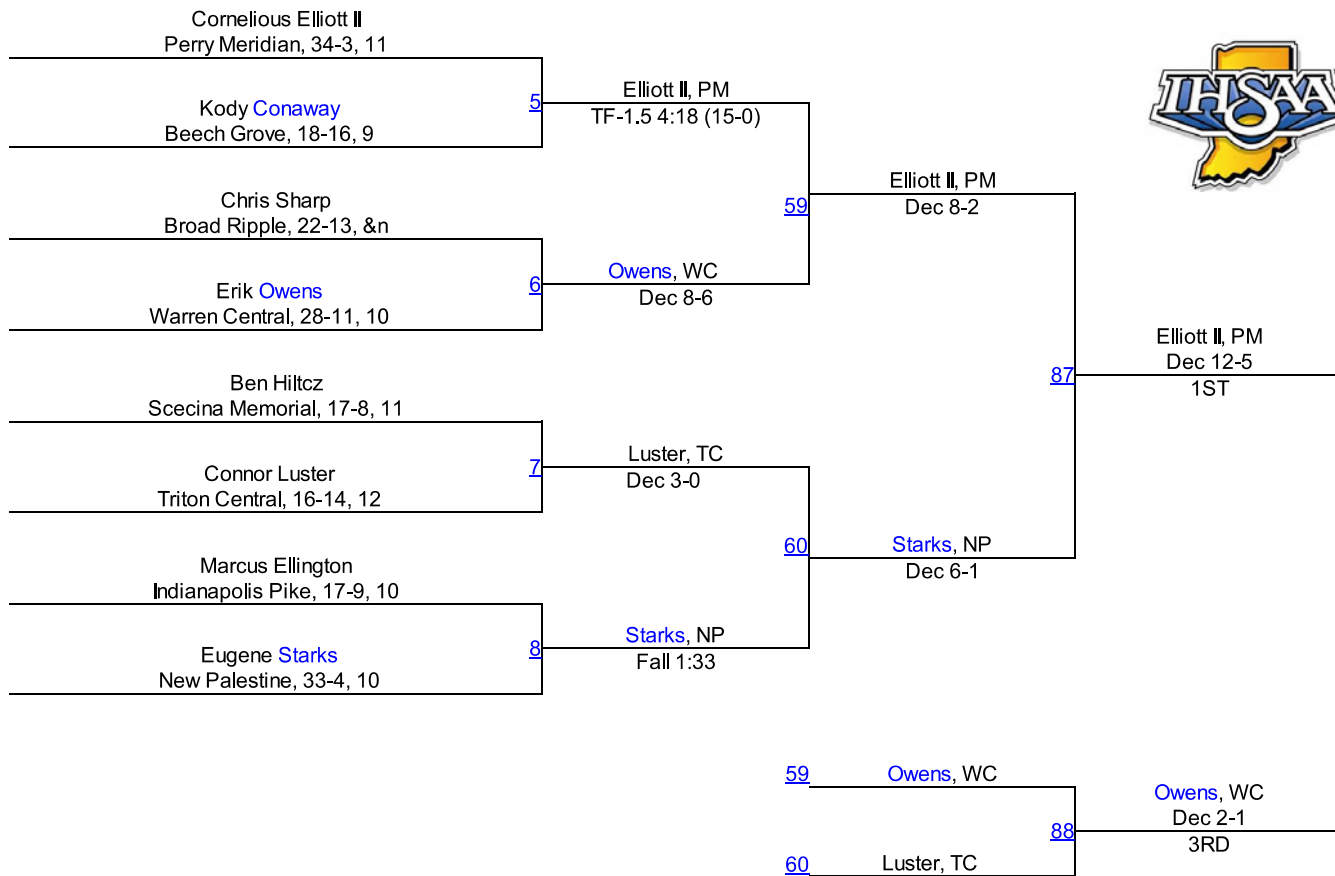 Cornelious Elliott II
Perry Meridian, 34-3, 11
Kody Conaway
Beech Grove, 18-16, 9
5
Elliott II, PM
TF-1.5 4:18 (15-0)
Chris Sharp
Broad Ripple, 22-13, &n
Erik Owens
Warren Central, 28-11, 10
6
Owens, WC
Dec 8-6
59
Elliott II, PM
Dec 8-2
Ben Hiltcz
Scecina Memorial, 17-8, 11
Connor Luster
Triton Central, 16-14, 12
7
Luster, TC
Dec 3-0
Marcus Ellington
Indianapolis Pike, 17-9, 10
Eugene Starks
New Palestine, 33-4, 10
8
Starks, NP
Fall 1:33
60
Starks, NP
Dec 6-1
87
Elliott II, PM
Dec 12-5
1ST
59
Owens, WC
60
Luster, TC
88
Owens, WC
Dec 2-1
3RD
IHSAA